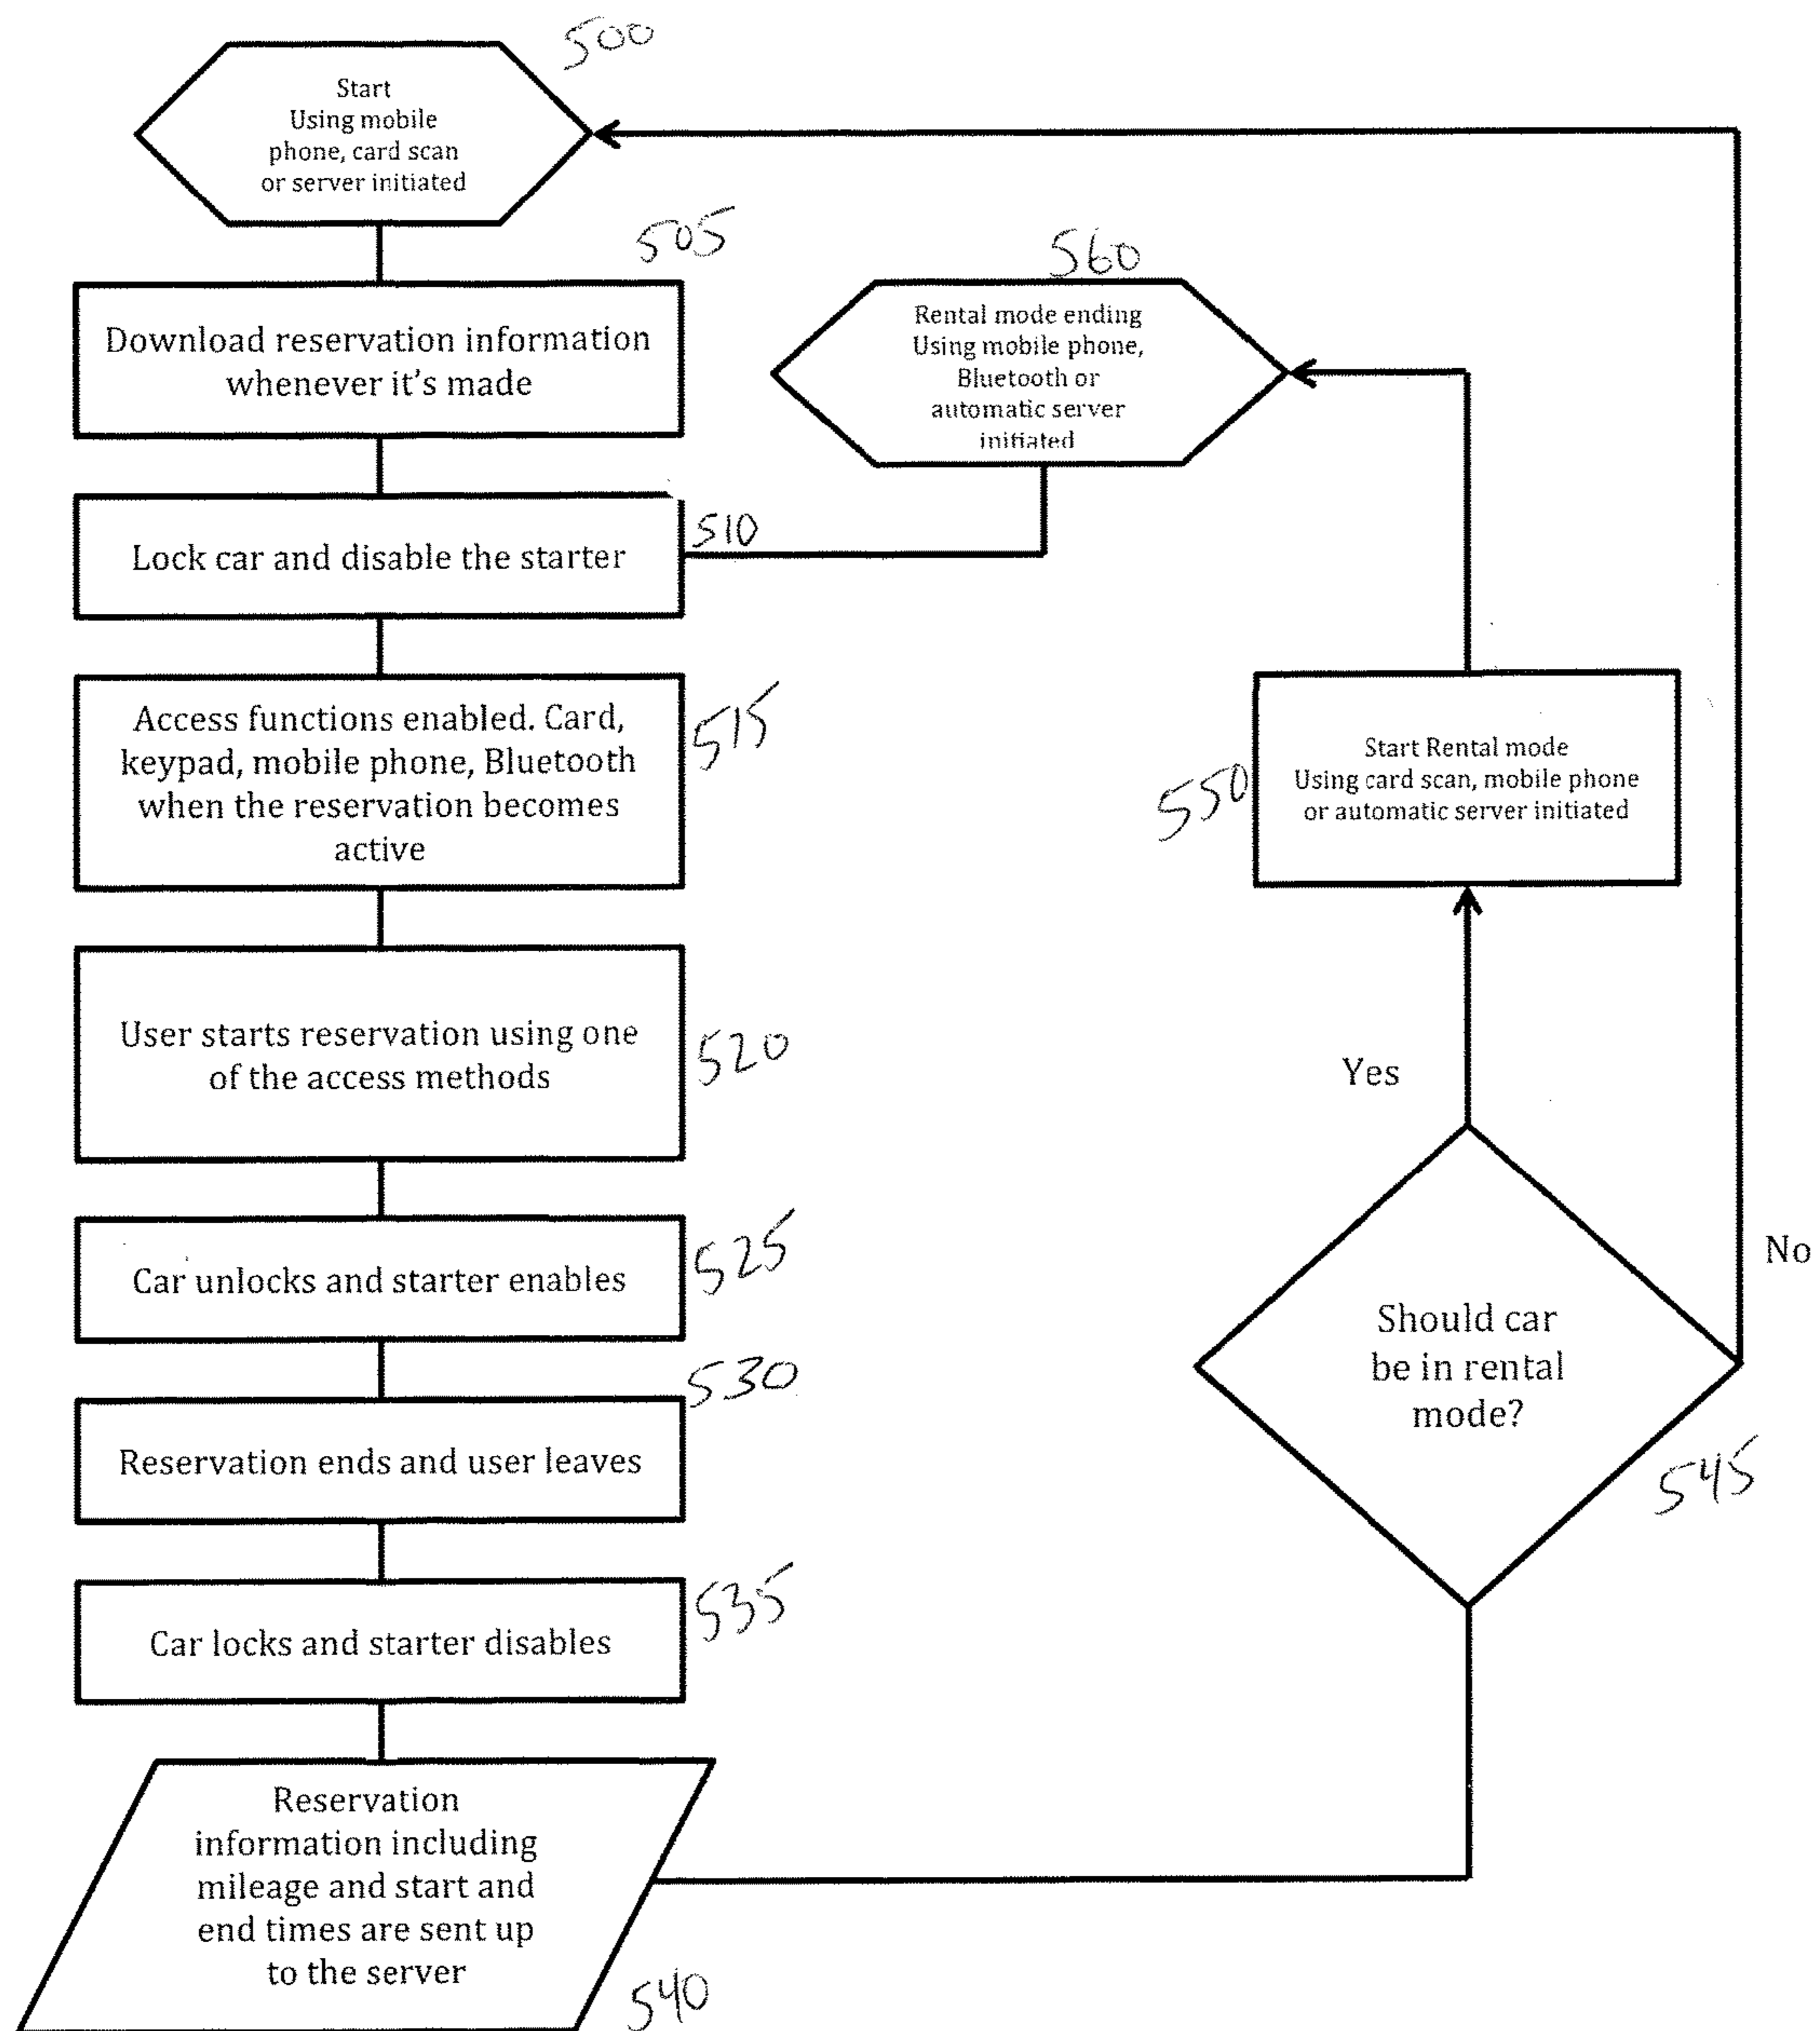 500
Start
Using mobile
phone, card scan
or server initiated
505
Download reservation information
whenever it's made
560
Rental mode ending
Using mobile phone,
Bluetooth or
automatic server
initiated
510
Lock car and disable the starter
515
Access functions enabled. Card,
keypad, mobile phone, Bluetooth
when the reservation becomes
active
550
Start Rental mode
Using card scan, mobile phone
or automatic server initiated
520
User starts reservation using one
of the access methods
Yes
525
Car unlocks and starter enables
No
Should car
be in rental
mode?
545
530
Reservation ends and user leaves
535
Car locks and starter disables
Reservation
information including
mileage and start and
end times are sent up
to the server
540